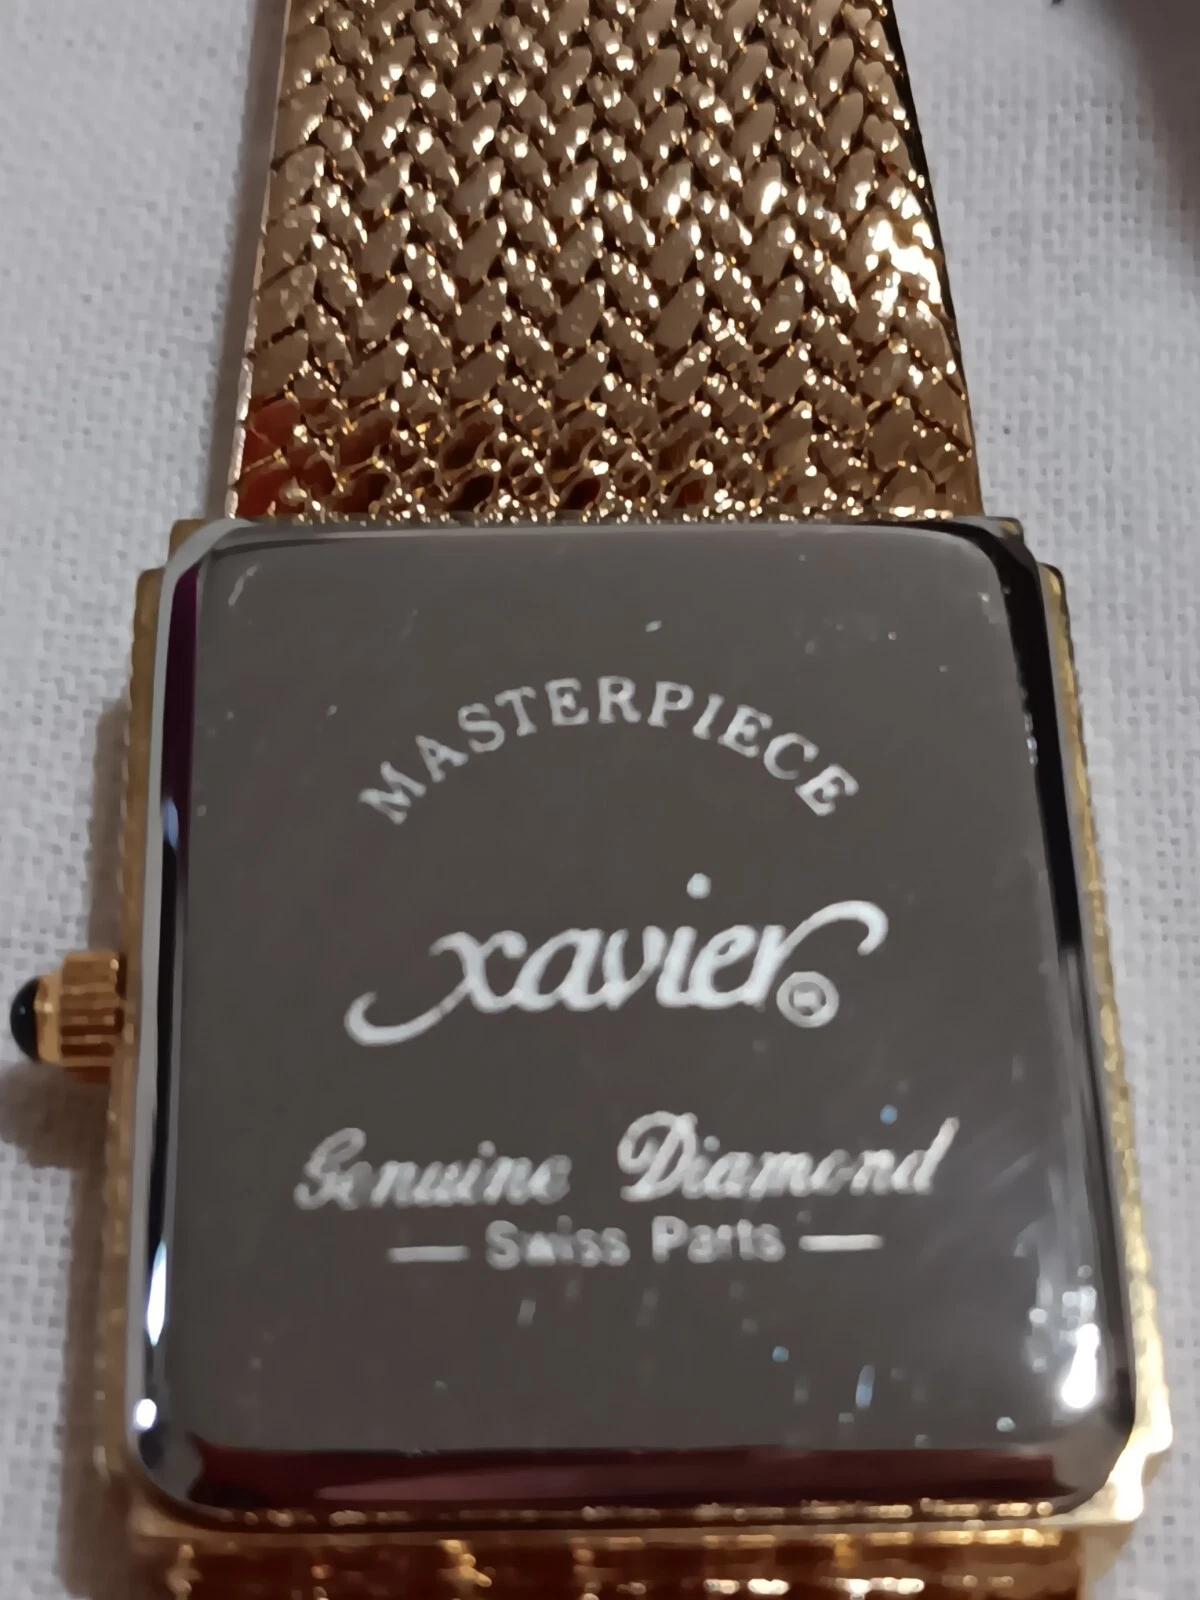 MASTERPIECE
xavier
Genuine Diamond
— Swiss Parts —